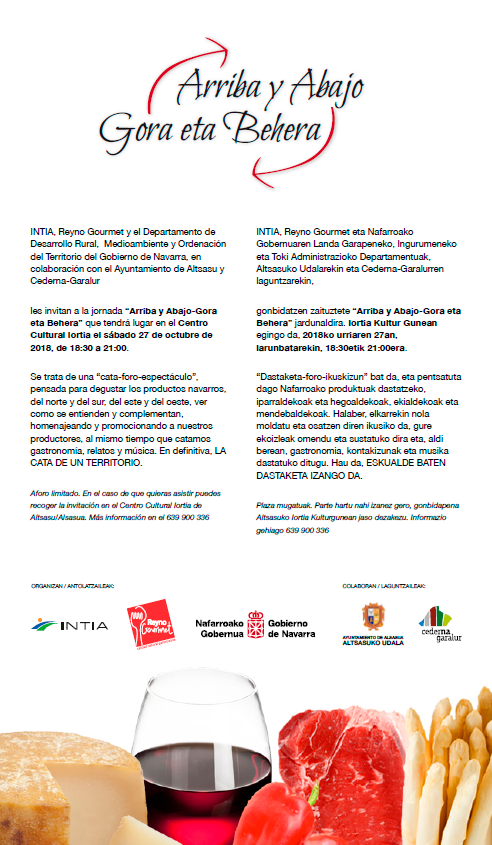 Arriba y Abajo
Gora eta Behera
INTIA, Reyno Gourmet y el Departamento de
Desarrollo Rural, Medioambiente y Ordenación
del Territorio del Gobierno de Navarra, en
colaboración con el Ayuntamiento de Altsasu y
Cederna-Garalur
les invitan a la jornada “Arriba y Abajo-Gora
eta Behera” que tendrá lugar en el Centro
Cultural Iortia el sábado 27 de octubre de
2018, de 18:30 a 21:00.
Se trata de una “cata-foro-espectáculo”,
pensada para degustar los productos navarros,
del norte y del sur, del este y del oeste, ver
como se entienden y complementan,
homenajeando y promocionando a nuestros
productores, al mismo tiempo que catamos
gastronomía, relatos y música. En definitiva, LA
CATA DE UN TERRITORIO.
Aforo limitado. En el caso de que quieras asistir puedes
recoger la invitación en el Centro Cultural Iortia de
Altsasu/Alsasua. Más información en el 639 900 336
INTIA, Reyno Gourmet eta Nafarroako
Gobernuaren Landa Garapeneko, Ingurumeneko
eta Toki Administrazioko Departamentuak,
Altsasuko Udalarekin eta Cederna-Garalurren
laguntzarekin,
gonbidatzen zaituztete “Arriba y Abajo-Gora eta
Behera” jardunaldira. Iortia Kultur Gunean
egingo da, 2018ko urriaren 27an,
larunbatarekin, 18:30etik 21:00era.
“Dastaketa-foro-ikuskizun” bat da, eta pentsatuta
dago Nafarroako produktuak dastatzeko,
iparraldekoak eta hegoaldekoak, ekialdekoak eta
mendebaldekoak. Halaber, elkarrekin nola
moldatu eta osatzen diren ikusiko da, gure
ekoizleak omendu eta sustatuko dira eta, aldi
berean, gastronomia, kontakizunak eta musika
dastatuko ditugu. Hau da, ESKUALDE BATEN
DASTAKETA IZANGO DA.
Plaza mugatuak. Parte hartu nahi izanez gero, gonbidapena
Altsasuko Iortia Kulturgunean jaso dezakezu. Informazio
gehiago 639 900 336
ORGANIZAN / ANTOLATZAILEAK:
COLABORAN / LAGUNTZAILEAK:
INTIA
Reyno
Gourmet
Nafarroako
Gobernua
Gobierno
de Navarra
AYUNTAMIENTO DE ALSASUA
ALTSASUKO UDALA
cederna
garalur